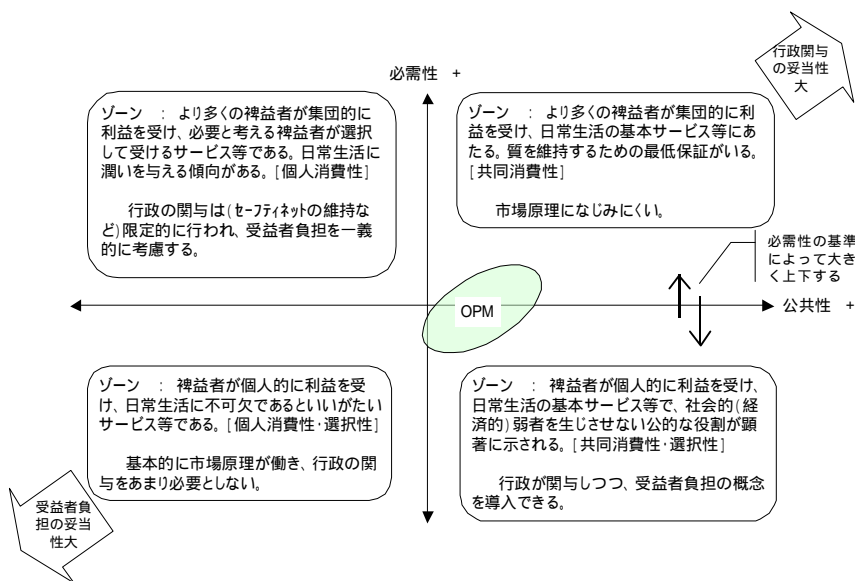 行政関与
の妥当性
大
必需性 +
ゾーン : より多くの裨益者が集団的に
利益を受け、必要と考える裨益者が選択
して受けるサービス等である。日常生活に
潤いを与える傾向がある。[個人消費性]
行政の関与は(セーフティネットの維持な
ど)限定的に行われ、受益者負担を一義
的に考慮する。
ゾーン : より多くの裨益者が集団的に利
益を受け、日常生活の基本サービス等にあ
たる。質を維持するための最低保証がいる。
[共同消費性]
市場原理になじみにくい。
必需性の基準
によって大き
く上下する
OPM
公共性 +
ゾーン : 裨益者が個人的に利益を受
け、日常生活に不可欠であるといいがたい
サービス等である。[個人消費性・選択性]
基本的に市場原理が働き、行政の関
与をあまり必要としない。
ゾーン : 裨益者が個人的に利益を受け、
日常生活の基本サービス等で、社会的(経
済的)弱者を生じさせない公的な役割が顕
著に示される。[共同消費性・選択性]
行政が関与しつつ、受益者負担の概念
を導入できる。
受益者負
担の妥当
性大